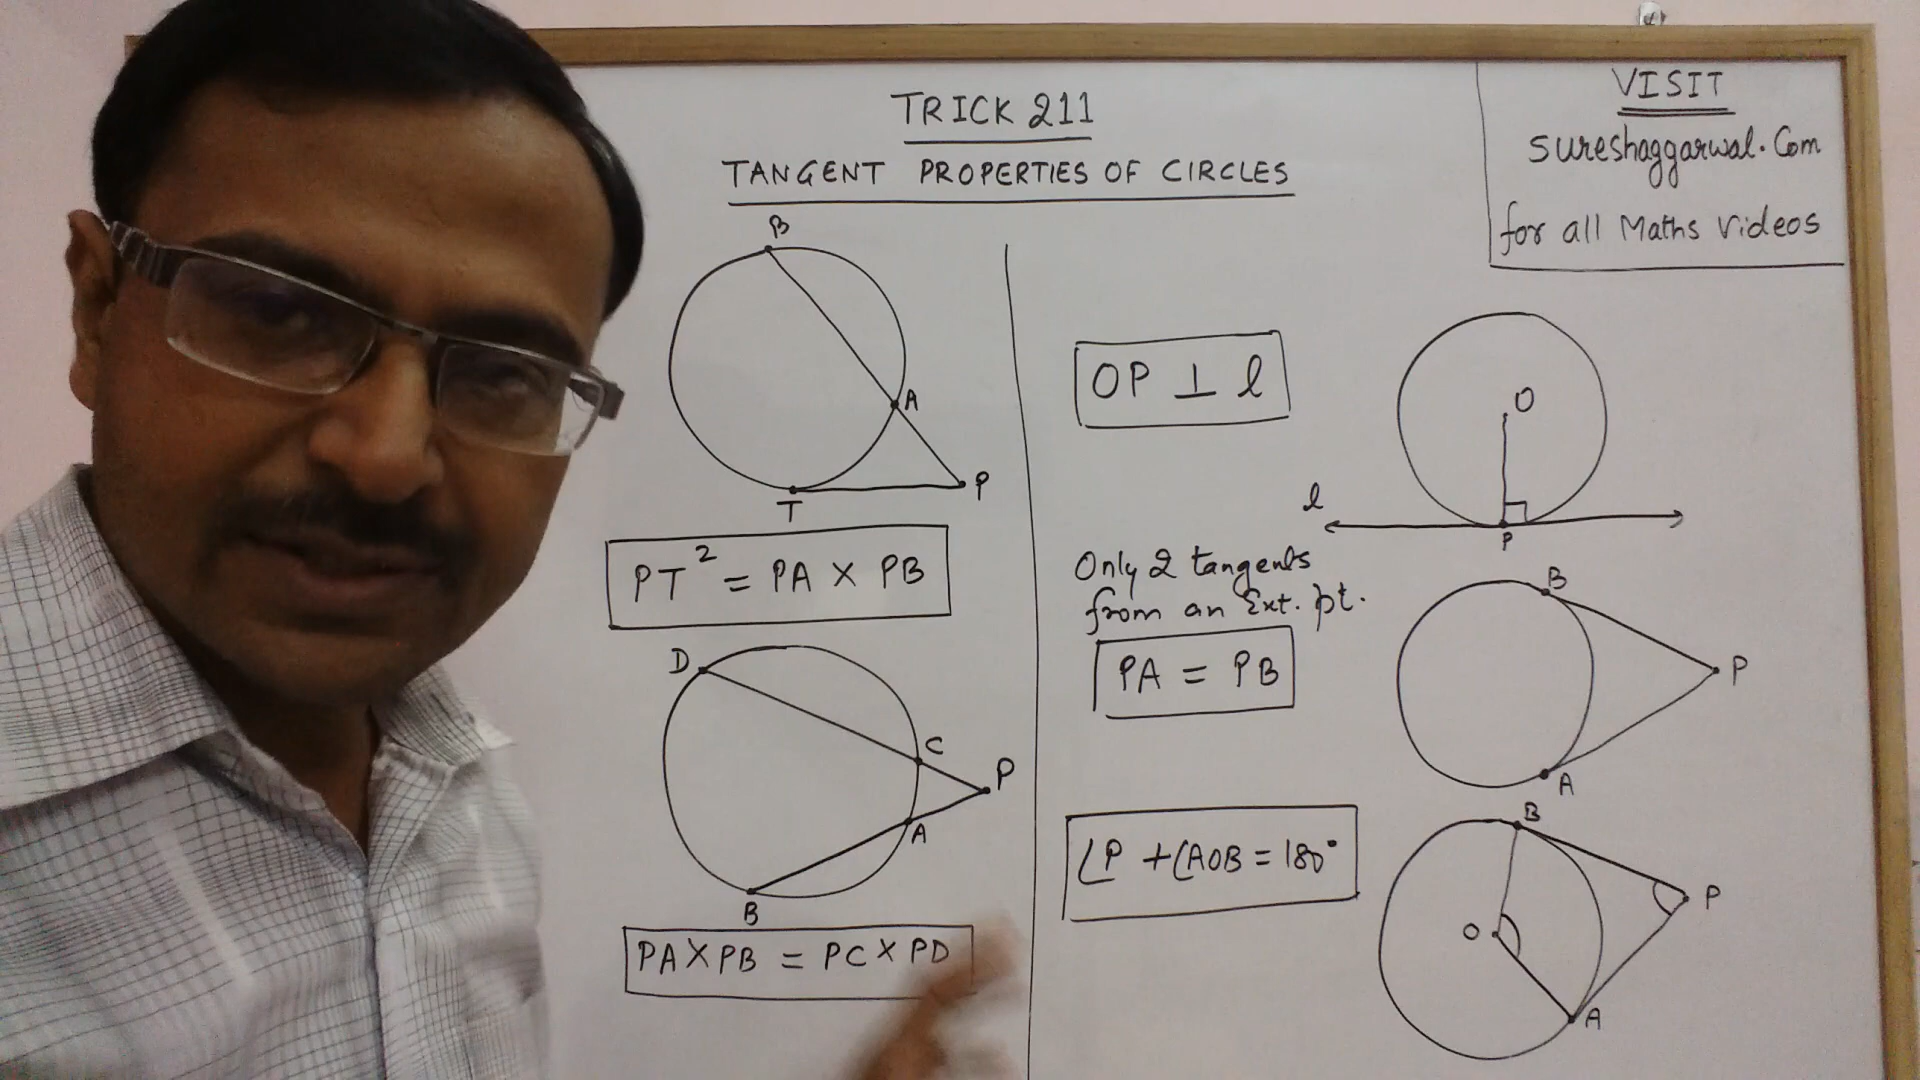 TRICK 211
TANGENT PROPERTIES OF CIRCLES
VISIT
sureshaggarwal.Com
for all Maths Videos
B
A
P
T
PT² = PA X PB
D
C
P
A
B
PA X PB = PC X PD
OP ⊥ l
O
l
P
Only 2 tangents
from an Ext. pt.
PA = PB
B
P
A
∠P + ∠AOB = 180°
B
P
O
A